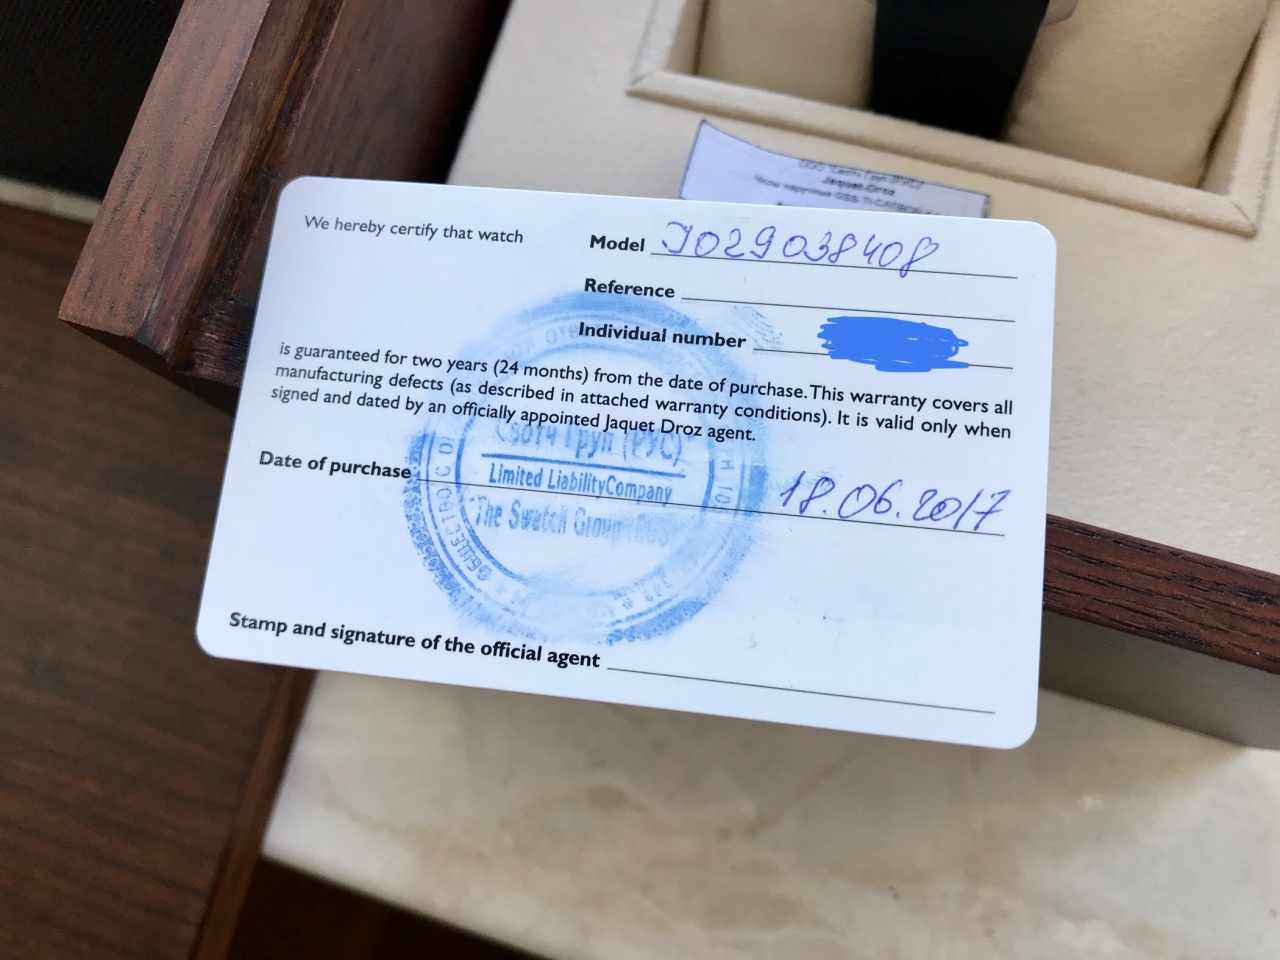 Jaquet-Droz
We hereby certify that watch
Model J029038408
Reference
Individual number
is guaranteed for two years (24 months) from the date of purchase. This warranty covers all
manufacturing defects (as described in attached warranty conditions). It is valid only when
signed and dated by an officially appointed Jaquet Droz agent.
Груп (РУС)
Limited LiabilityCompany
The Swatch Group
Date of purchase 18.06.2017
Stamp and signature of the official agent